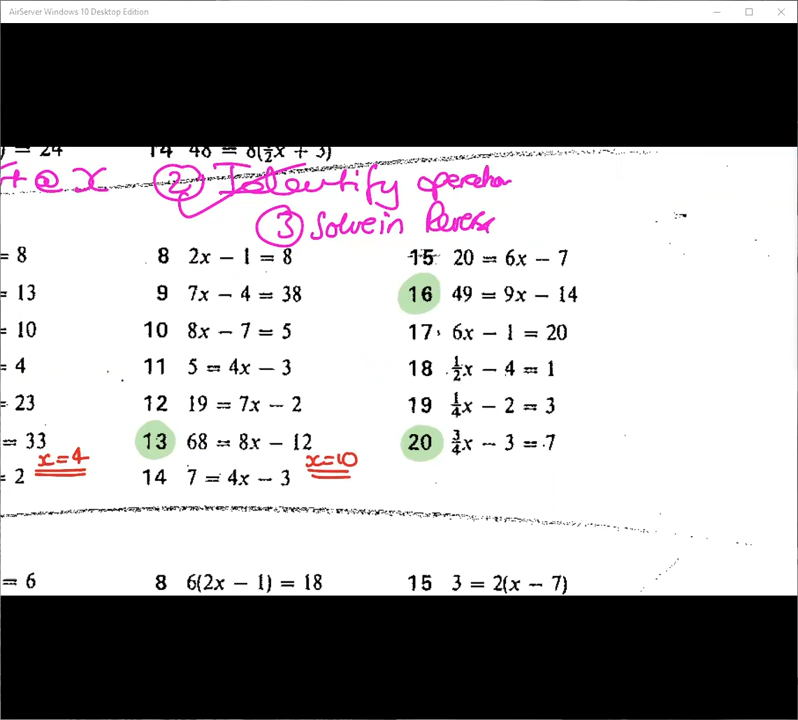 AirServer Windows 10 Desktop Edition
) = 24 14 48 = 8(½x + 3)
@ x ② Identify operation
③ Solve in Reverse
= 8 8 2x − 1 = 8 15 20 = 6x − 7
= 13 9 7x − 4 = 38 16 49 = 9x − 14
= 10 10 8x − 7 = 5 17 6x − 1 = 20
= 4 11 5 = 4x − 3 18 ½x − 4 = 1
= 23 12 19 = 7x − 2 19 ¼x − 2 = 3
= 33 13 68 = 8x − 12 20 ¾x − 3 = 7
x=4 x=10
= 2 14 7 = 4x − 3
= 6 8 6(2x − 1) = 18 15 3 = 2(x − 7)